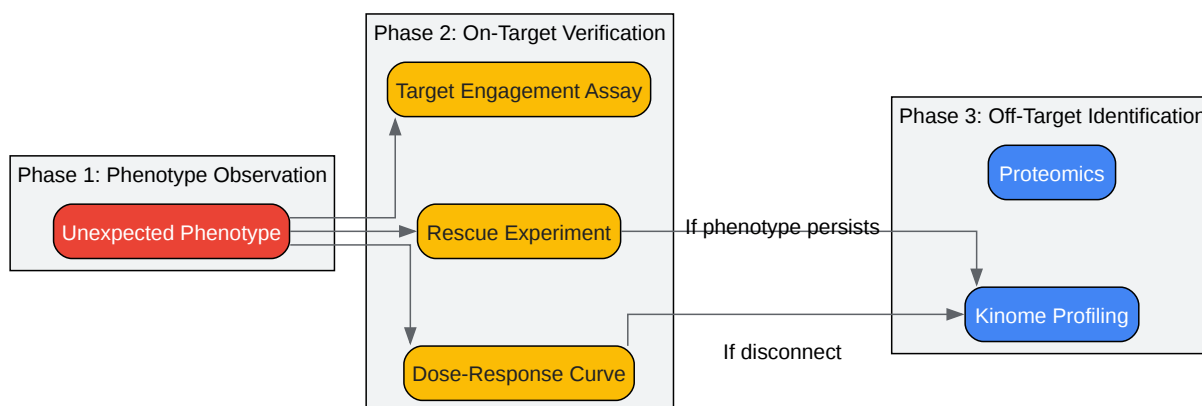 Phase 1: Phenotype Observation
Unexpected Phenotype
Phase 2: On-Target Verification
Target Engagement Assay
Rescue Experiment
Dose-Response Curve
If phenotype persists
If disconnect
Phase 3: Off-Target Identification
Proteomics
Kinome Profiling